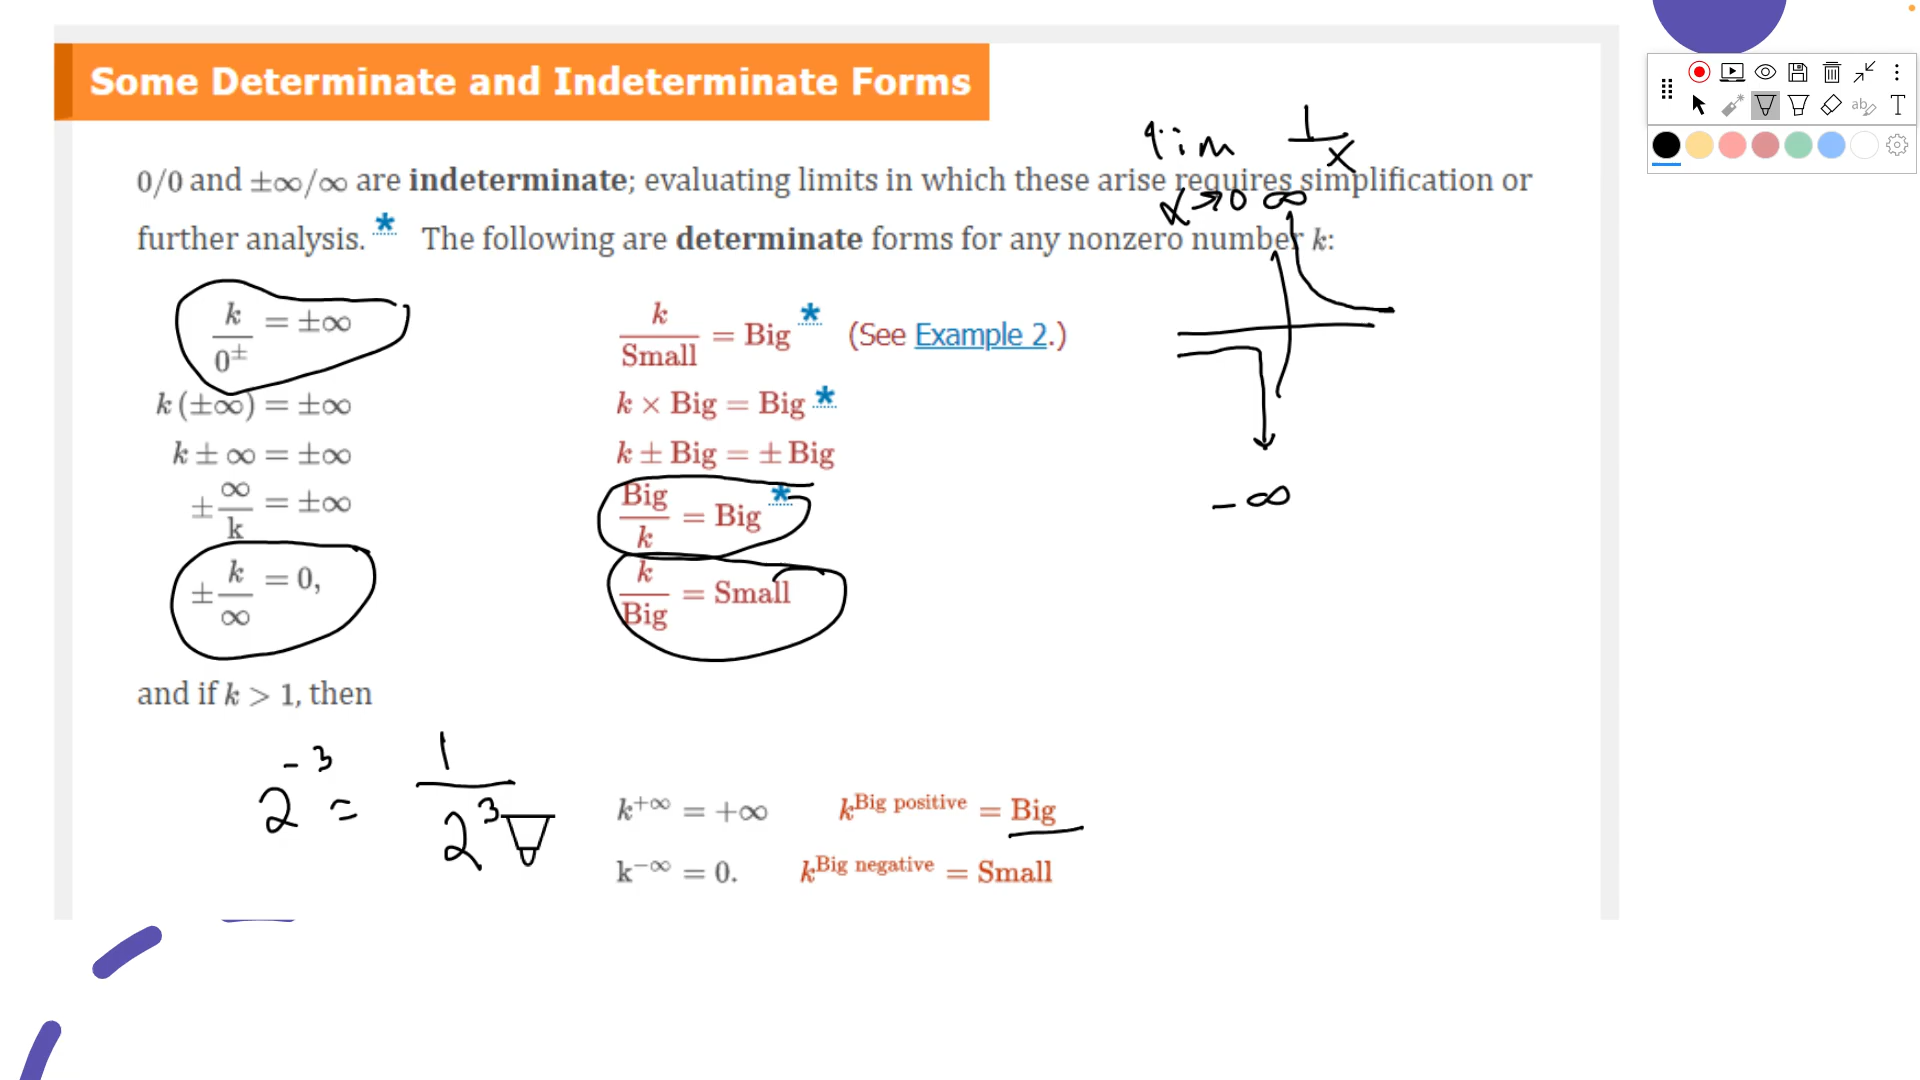 Some Determinate and Indeterminate Forms
lim 1/x
x→0 ∞
0/0 and ±∞/∞ are indeterminate; evaluating limits in which these arise requires simplification or
further analysis. * The following are determinate forms for any nonzero number k:
k/0± = ±∞
k/Small = Big * (See Example 2.)
k (±∞) = ±∞
k × Big = Big *
k ± ∞ = ±∞
k ± Big = ± Big
± ∞/k = ±∞
Big/k = Big *
-∞
± k/∞ = 0,
k/Big = Small
and if k > 1, then
2^-3 = 1/2^3
k^+∞ = +∞ k^Big positive = Big
k^-∞ = 0. k^Big negative = Small
ab
T